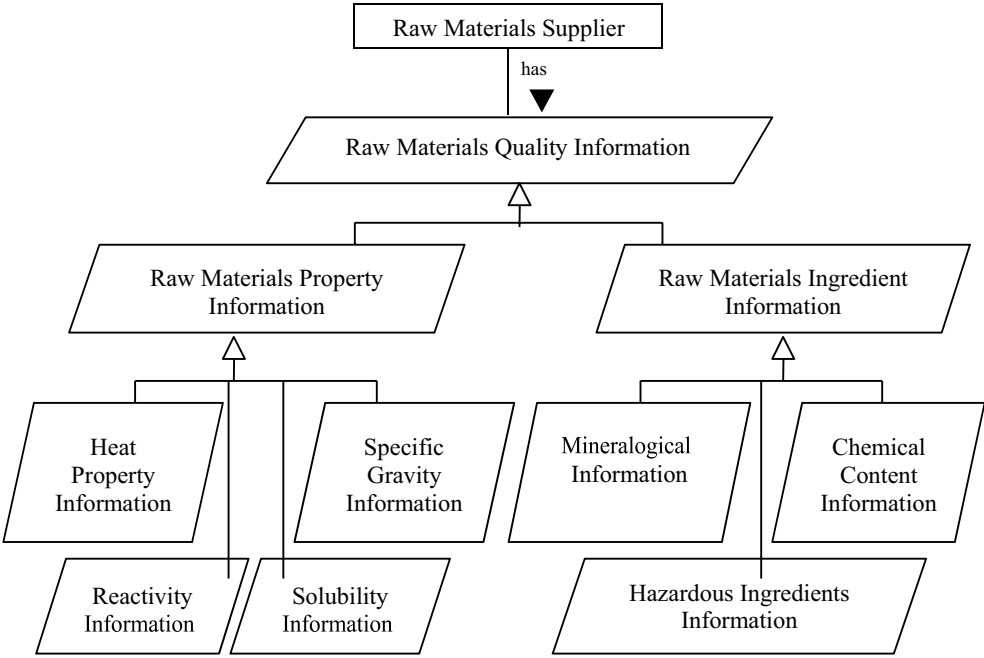 Raw Materials Supplier
has
Raw Materials Quality Information
Raw Materials Property
Information
Raw Materials Ingredient
Information
Heat
Property
Information
Specific
Gravity
Information
Mineralogical
Information
Chemical
Content
Information
Reactivity
Information
Solubility
Information
Hazardous Ingredients
Information